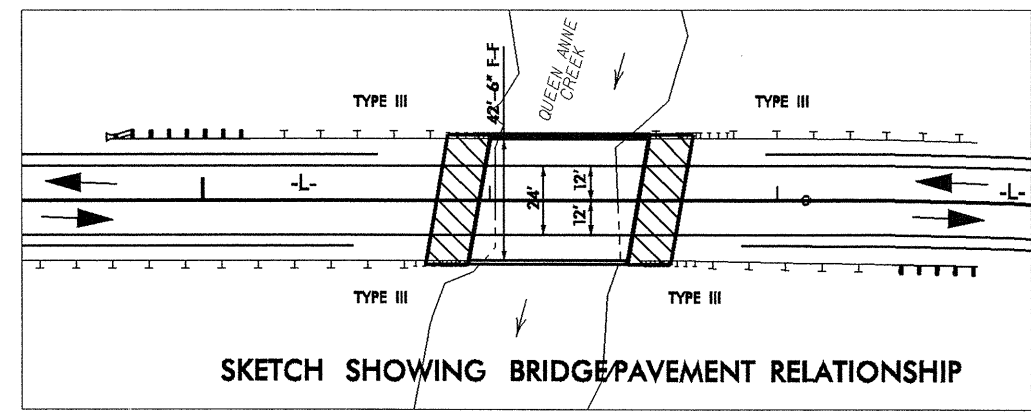 QUEEN ANNE
CREEK
42'-6" F-F
TYPE III
TYPE III
-L-
24'
12'
12'
-L-
TYPE III
TYPE III
SKETCH SHOWING BRIDGE/PAVEMENT RELATIONSHIP